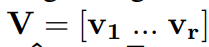 V = [v₁ ... vᵣ]